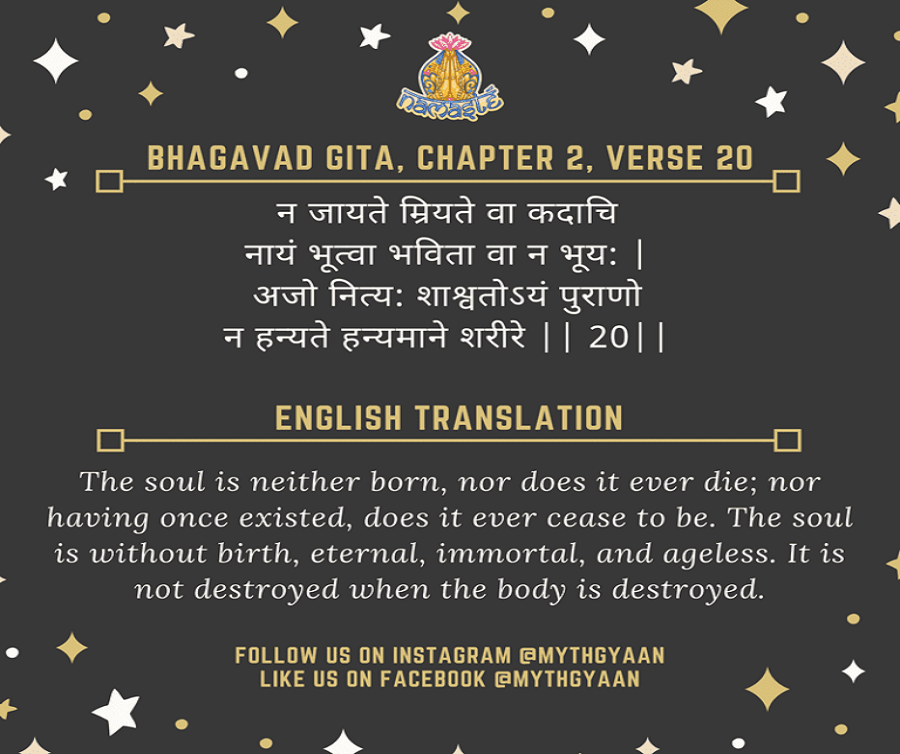 namaste
BHAGAVAD GITA, CHAPTER 2, VERSE 20
न जायते म्रियते वा कदाचि
नायं भूत्वा भविता वा न भूय: |
अजो नित्य: शाश्वतोऽयं पुराणो
न हन्यते हन्यमाने शरीरे || 20||
ENGLISH TRANSLATION
The soul is neither born, nor does it ever die; nor
having once existed, does it ever cease to be. The soul
is without birth, eternal, immortal, and ageless. It is
not destroyed when the body is destroyed.
FOLLOW US ON INSTAGRAM @MYTHGYAAN
LIKE US ON FACEBOOK @MYTHGYAAN